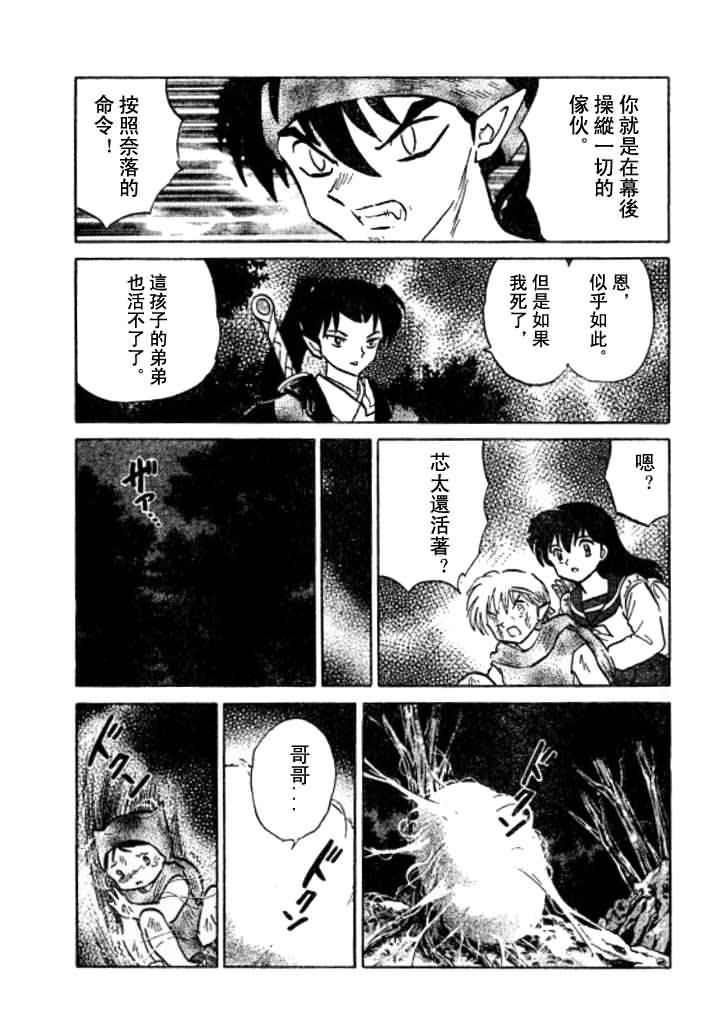 你就是在幕後
操縱一切的
傢伙。
按照奈落的
命令！
恩，
似乎如此。
但是如果
我死了，
這孩子的弟弟
也活不了了。
嗯？
芯太還活著？
ザァ…
ドクン
哥哥...
ドクン
ドクン